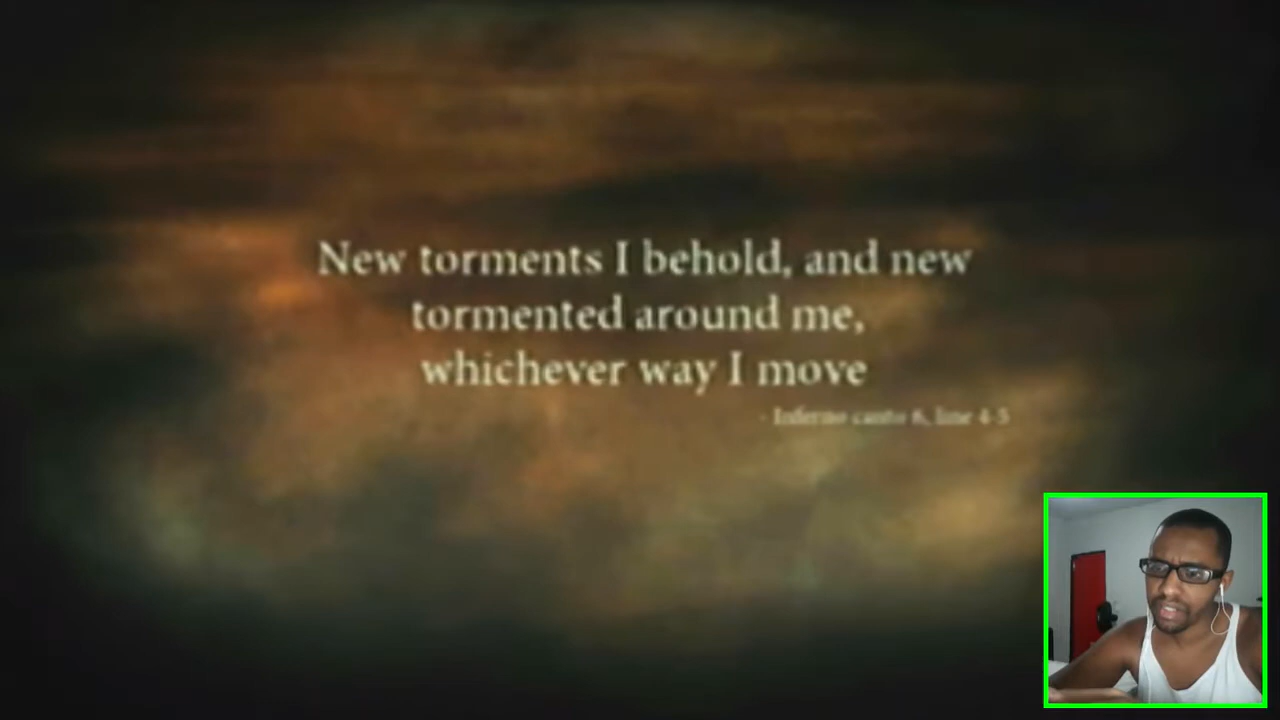 New torments I behold, and new
tormented around me,
whichever way I move
- Inferno canto 6, line 4-5